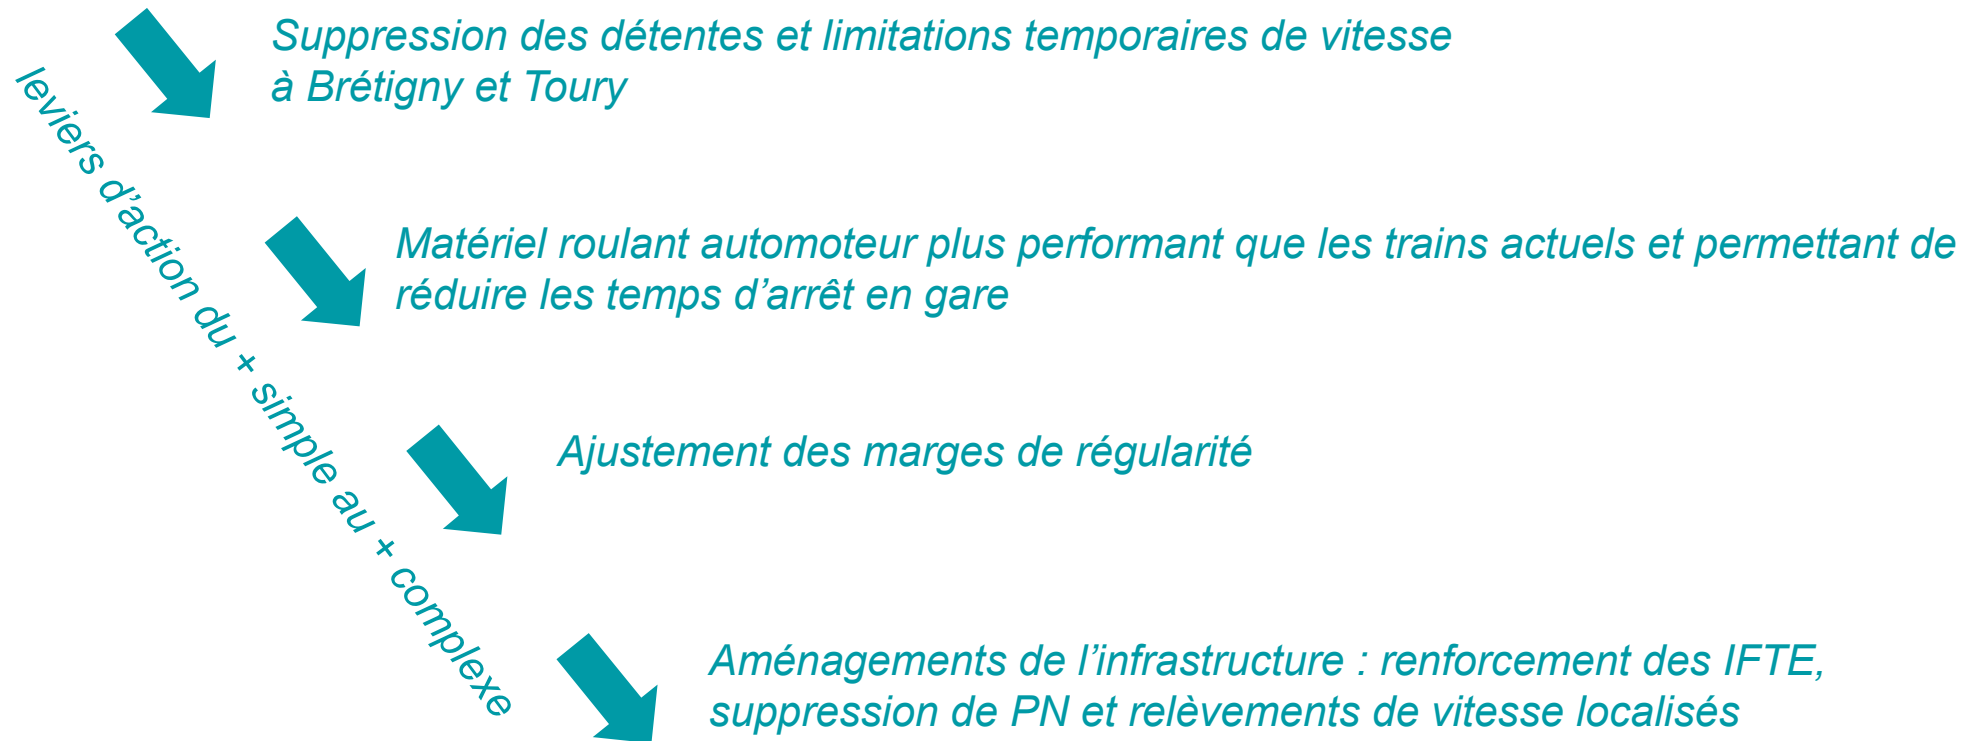 Suppression des détentes et limitations temporaires de vitesse
à Brétigny et Toury
leviers d’action du + simple au + complexe
Matériel roulant automoteur plus performant que les trains actuels et permettant de
réduire les temps d’arrêt en gare
Ajustement des marges de régularité
Aménagements de l’infrastructure : renforcement des IFTE,
suppression de PN et relèvements de vitesse localisés